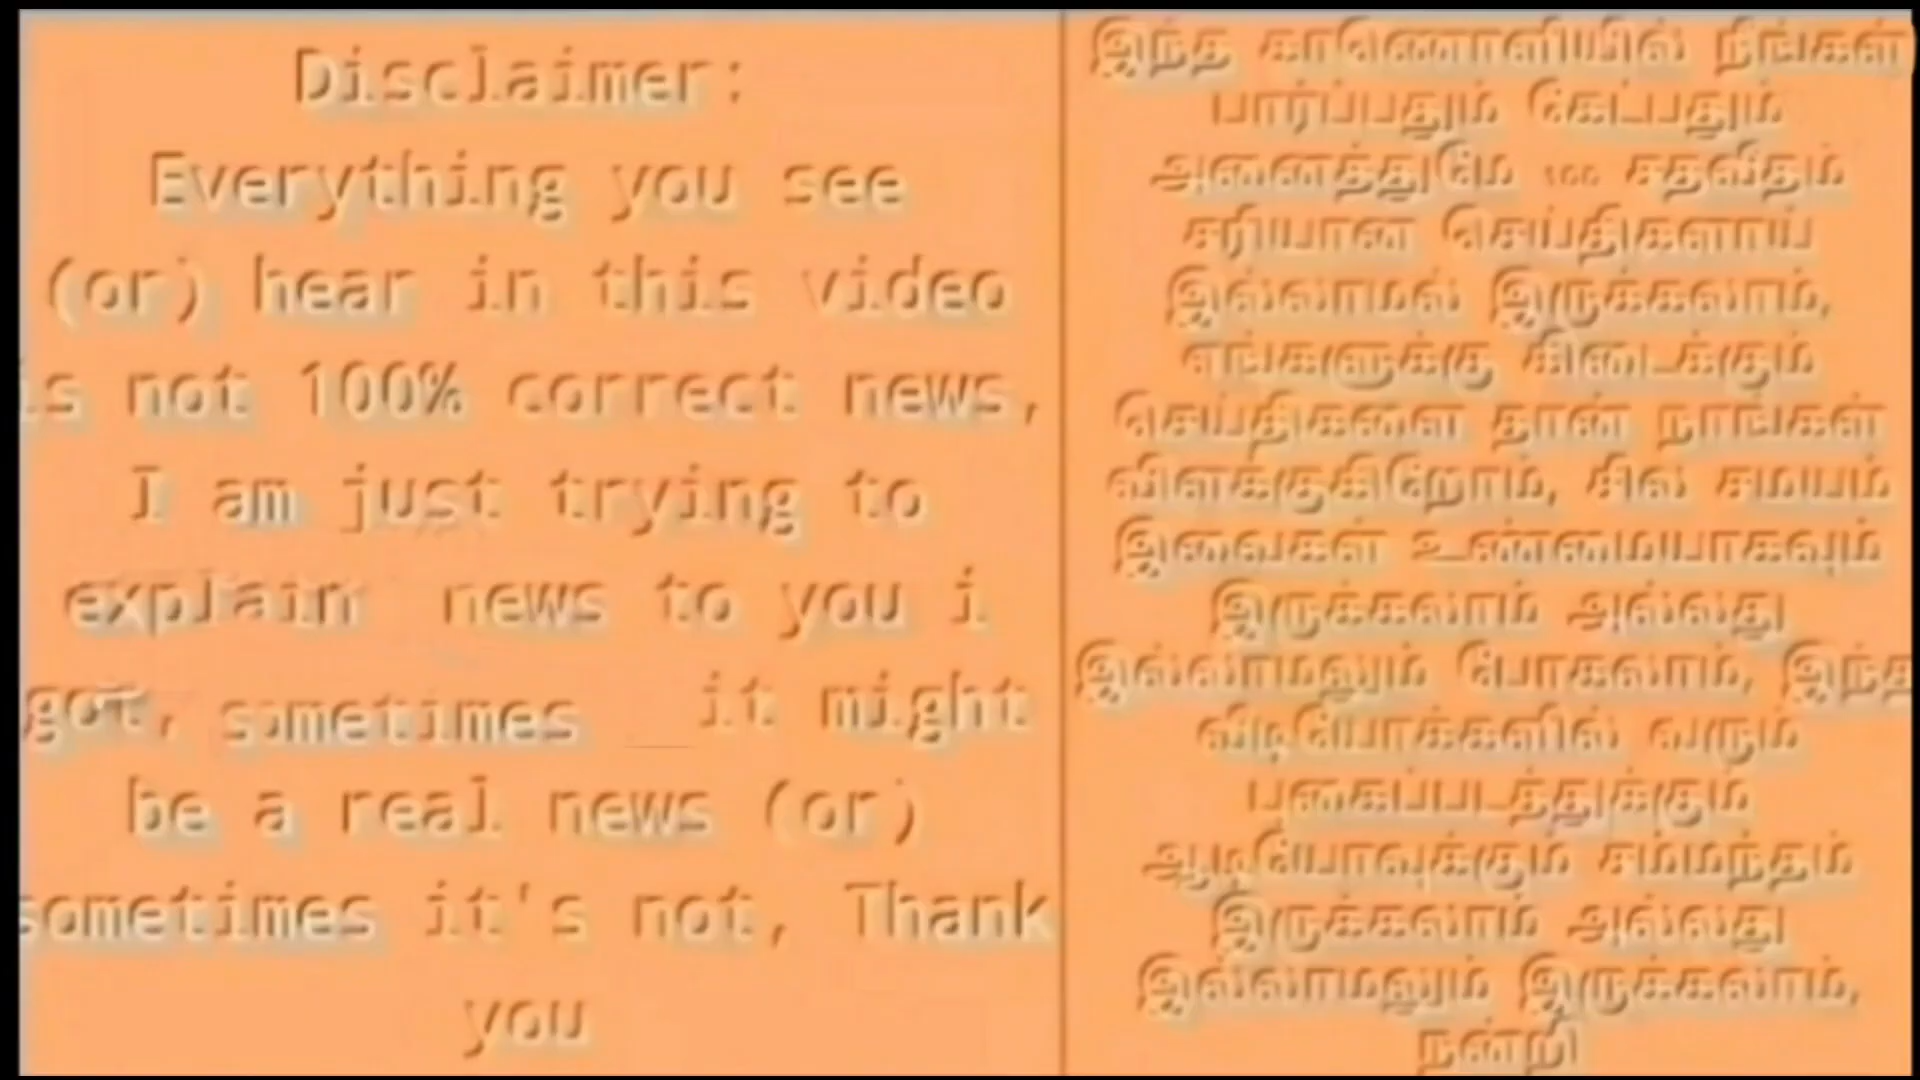 Disclaimer:
Everything you see
(or) hear in this video
is not 100% correct news,
I am just trying to
explain news to you i
got, sometimes it might
be a real news (or)
sometimes it's not, Thank
you
இந்த காணொளியில் நீங்கள்
பார்ப்பதும் கேட்பதும்
அனைத்துமே 100 சதவீதம்
சரியான செய்திகளாய்
இல்லாமல் இருக்கலாம்,
எங்களுக்கு கிடைக்கும்
செய்திகளை தான் நாங்கள்
விளக்குகிறோம், சில சமயம்
இவைகள் உண்மையாகவும்
இருக்கலாம் அல்லது
இல்லாமலும் போகலாம், இந்த
வீடியோக்களில் வரும்
புகைப்படத்துக்கும்
ஆடியோவுக்கும் சம்மந்தம்
இருக்கலாம் அல்லது
இல்லாமலும் இருக்கலாம்,
நன்றி